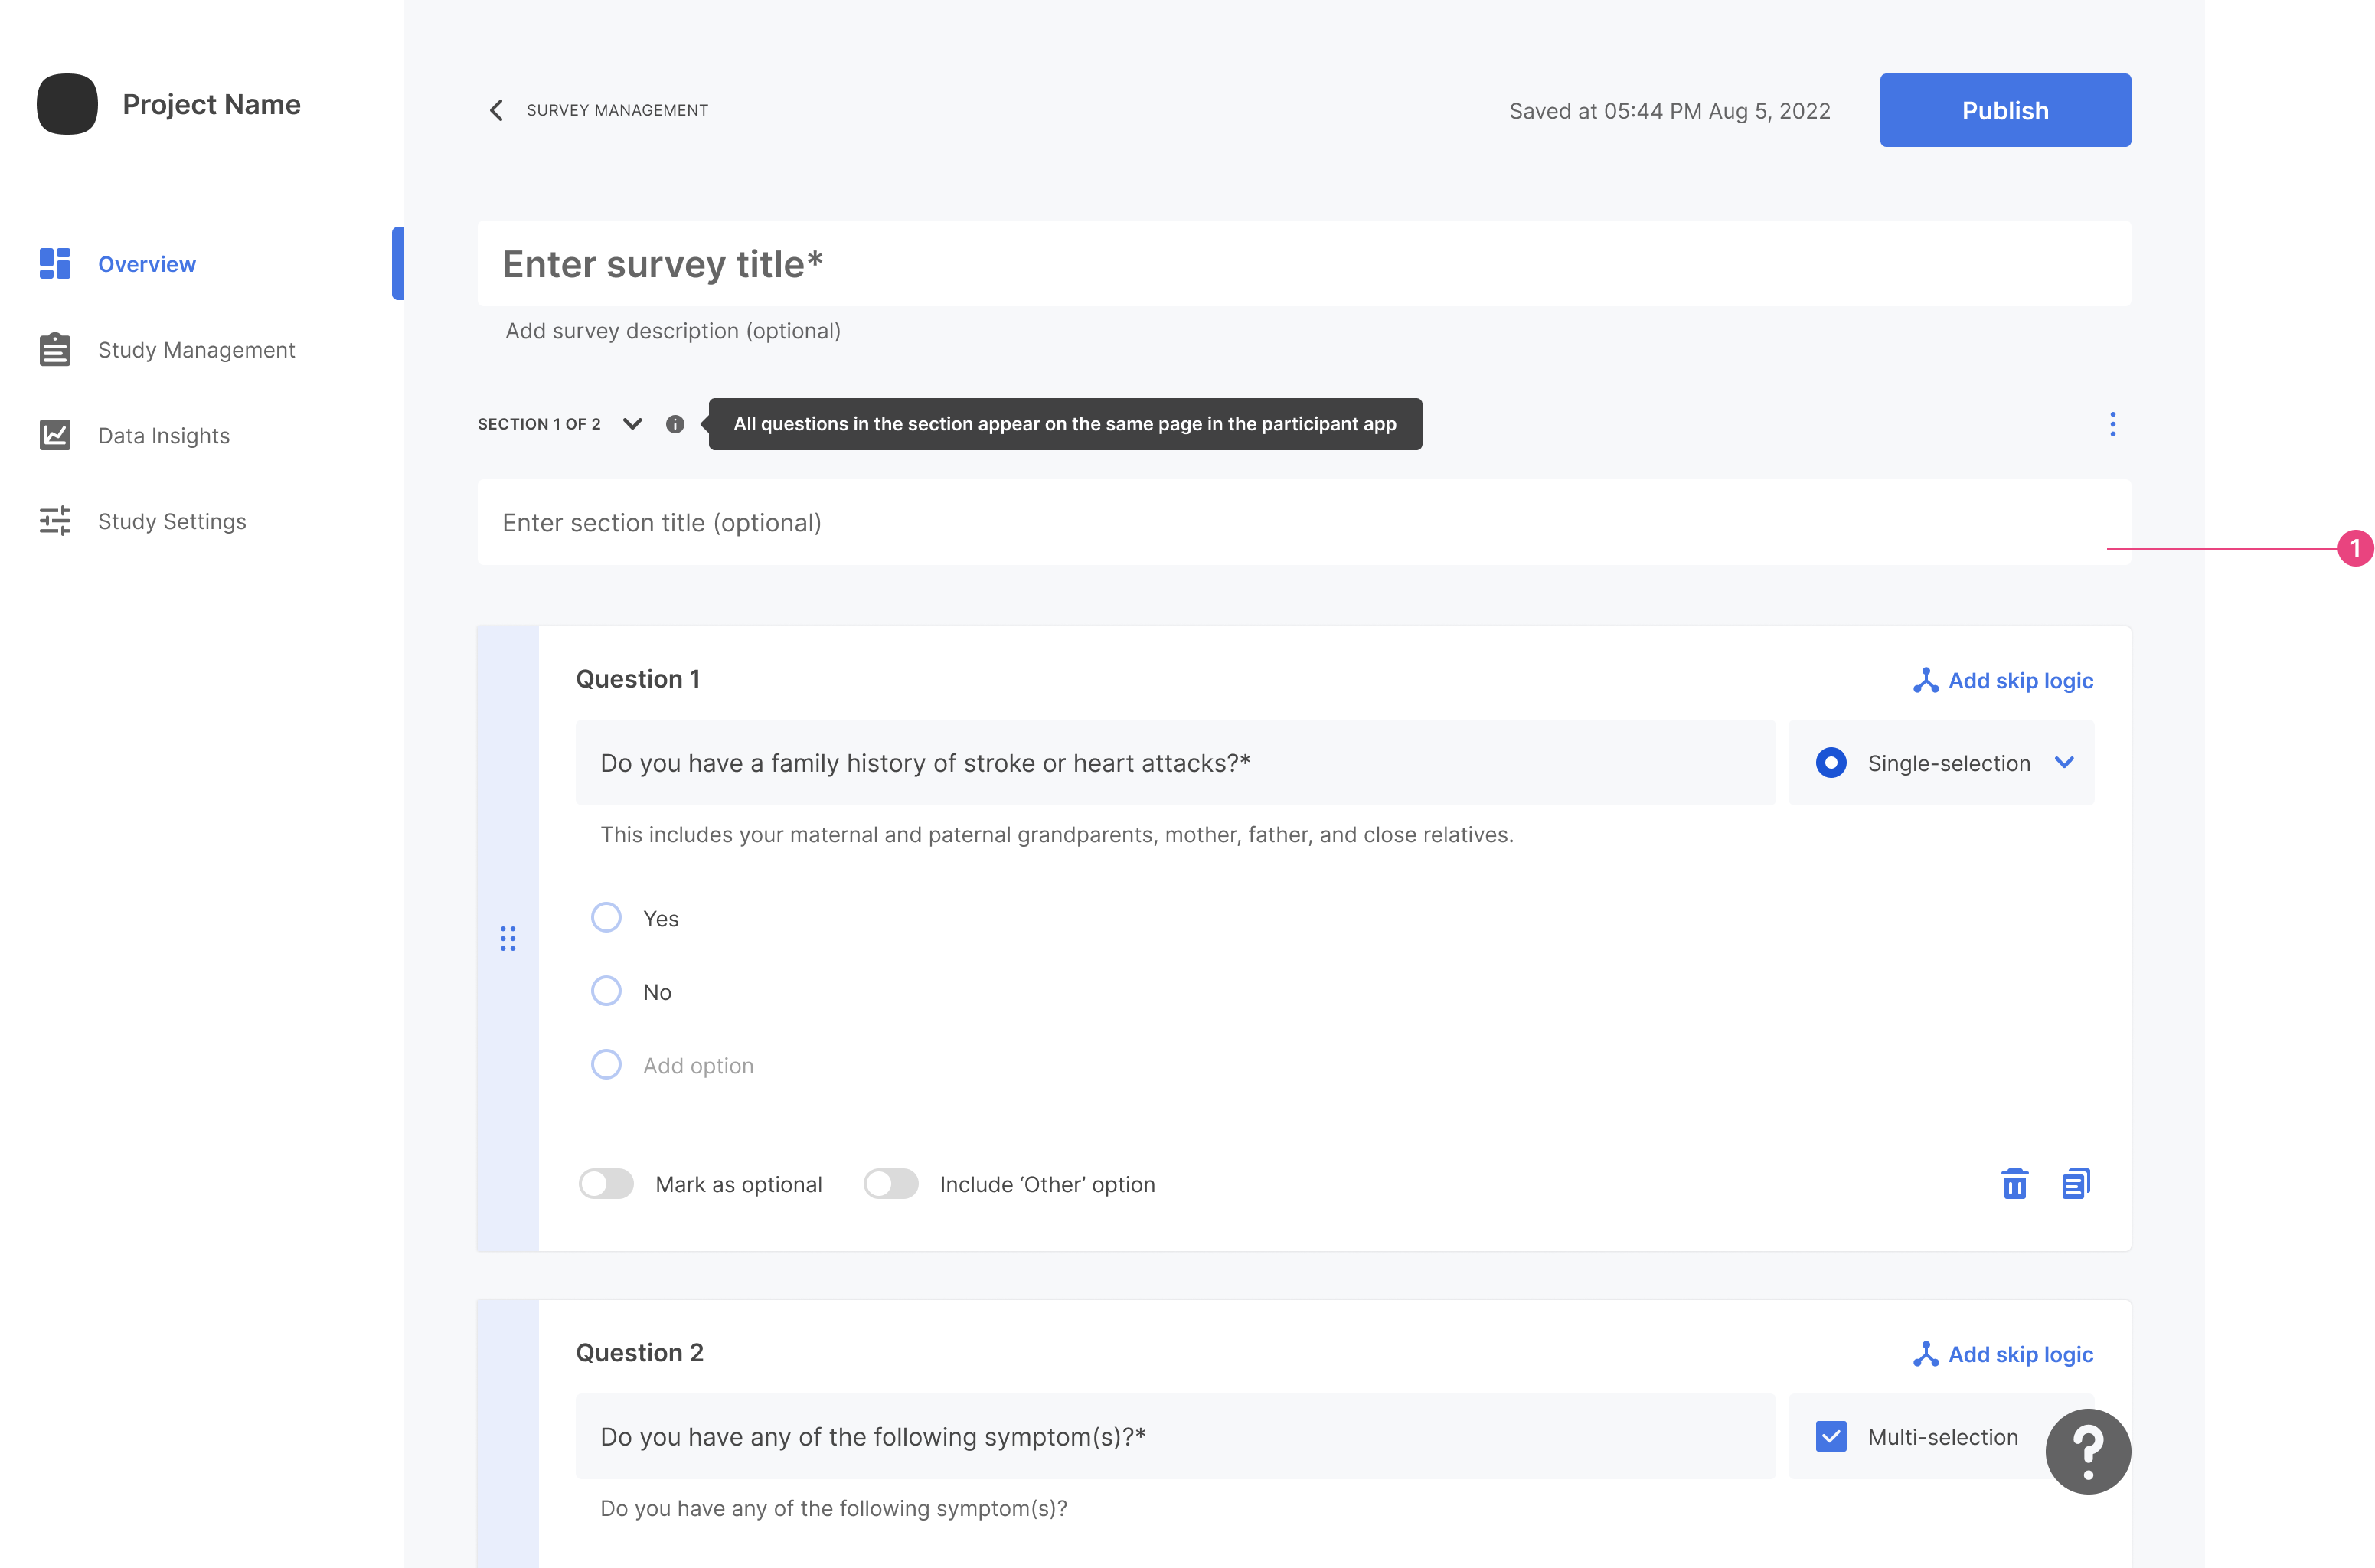 Project Name
Overview
Study Management
Data Insights
Study Settings
SURVEY MANAGEMENT
Saved at 05:44 PM Aug 5, 2022
Publish
Enter survey title*
Add survey description (optional)
SECTION 1 OF 2
All questions in the section appear on the same page in the participant app
Enter section title (optional)
1
Question 1
Add skip logic
Do you have a family history of stroke or heart attacks?*
Single-selection
This includes your maternal and paternal grandparents, mother, father, and close relatives.
Yes
No
Add option
Mark as optional
Include ‘Other’ option
Question 2
Add skip logic
Do you have any of the following symptom(s)?*
Multi-selection
?
Do you have any of the following symptom(s)?